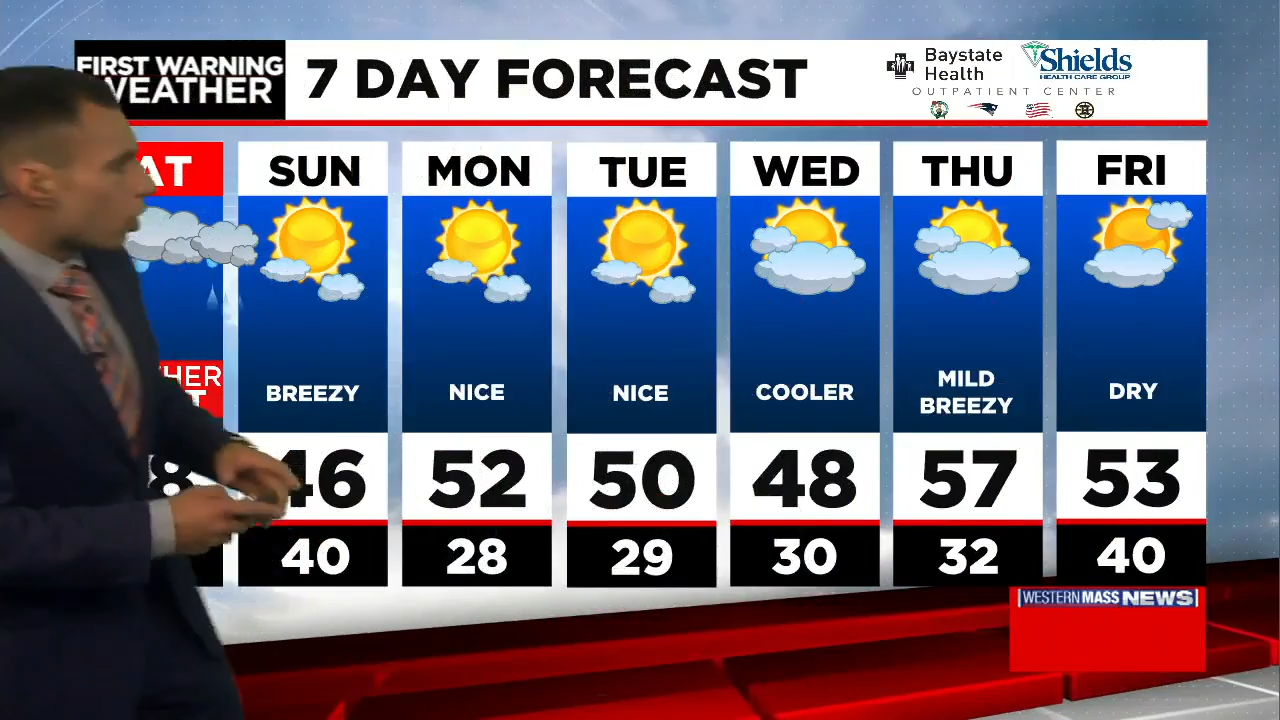 FIRST WARNING
WEATHER
7 DAY FORECAST
Baystate
Health
Shields
HEALTH CARE GROUP
OUTPATIENT CENTER
SUN
MON
TUE
WED
THU
FRI
BREEZY
NICE
NICE
COOLER
MILD
BREEZY
DRY
46
52
50
48
57
53
40
28
29
30
32
40
WESTERN MASS NEWS